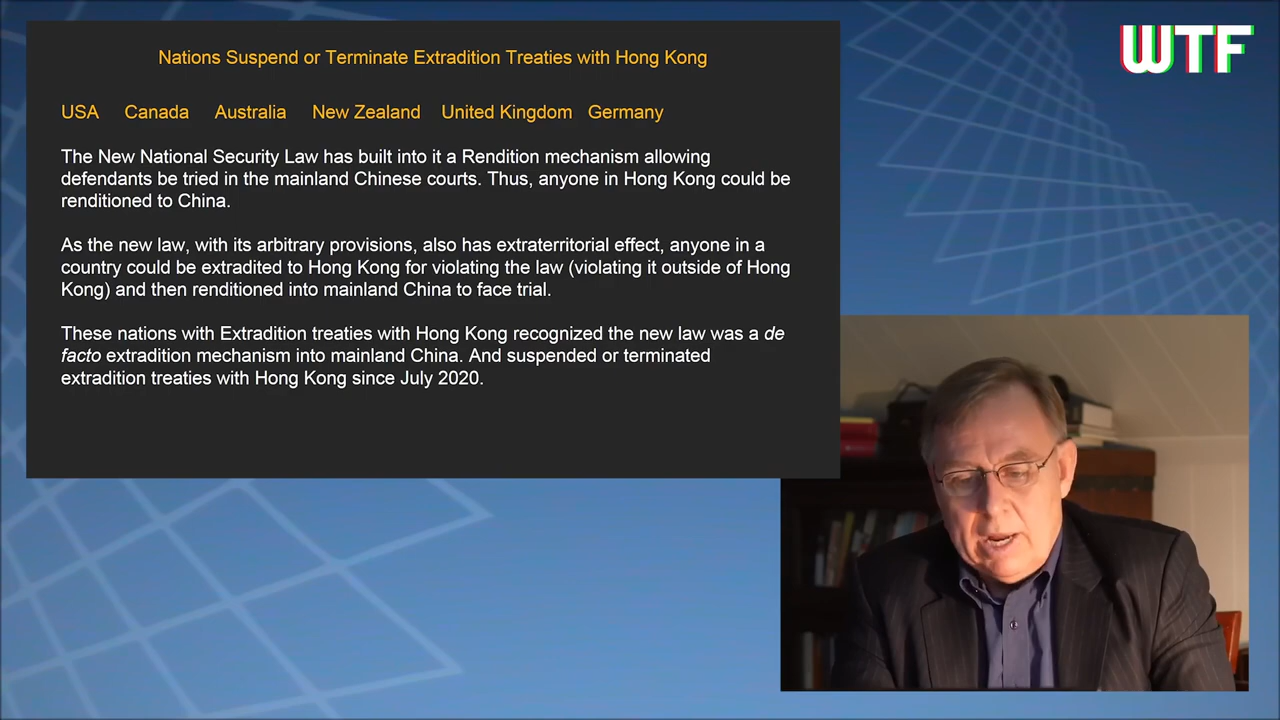 WTF
Nations Suspend or Terminate Extradition Treaties with Hong Kong
USA Canada Australia New Zealand United Kingdom Germany
The New National Security Law has built into it a Rendition mechanism allowing
defendants be tried in the mainland Chinese courts. Thus, anyone in Hong Kong could be
renditioned to China.
As the new law, with its arbitrary provisions, also has extraterritorial effect, anyone in a
country could be extradited to Hong Kong for violating the law (violating it outside of Hong
Kong) and then renditioned into mainland China to face trial.
These nations with Extradition treaties with Hong Kong recognized the new law was a de
facto extradition mechanism into mainland China. And suspended or terminated
extradition treaties with Hong Kong since July 2020.